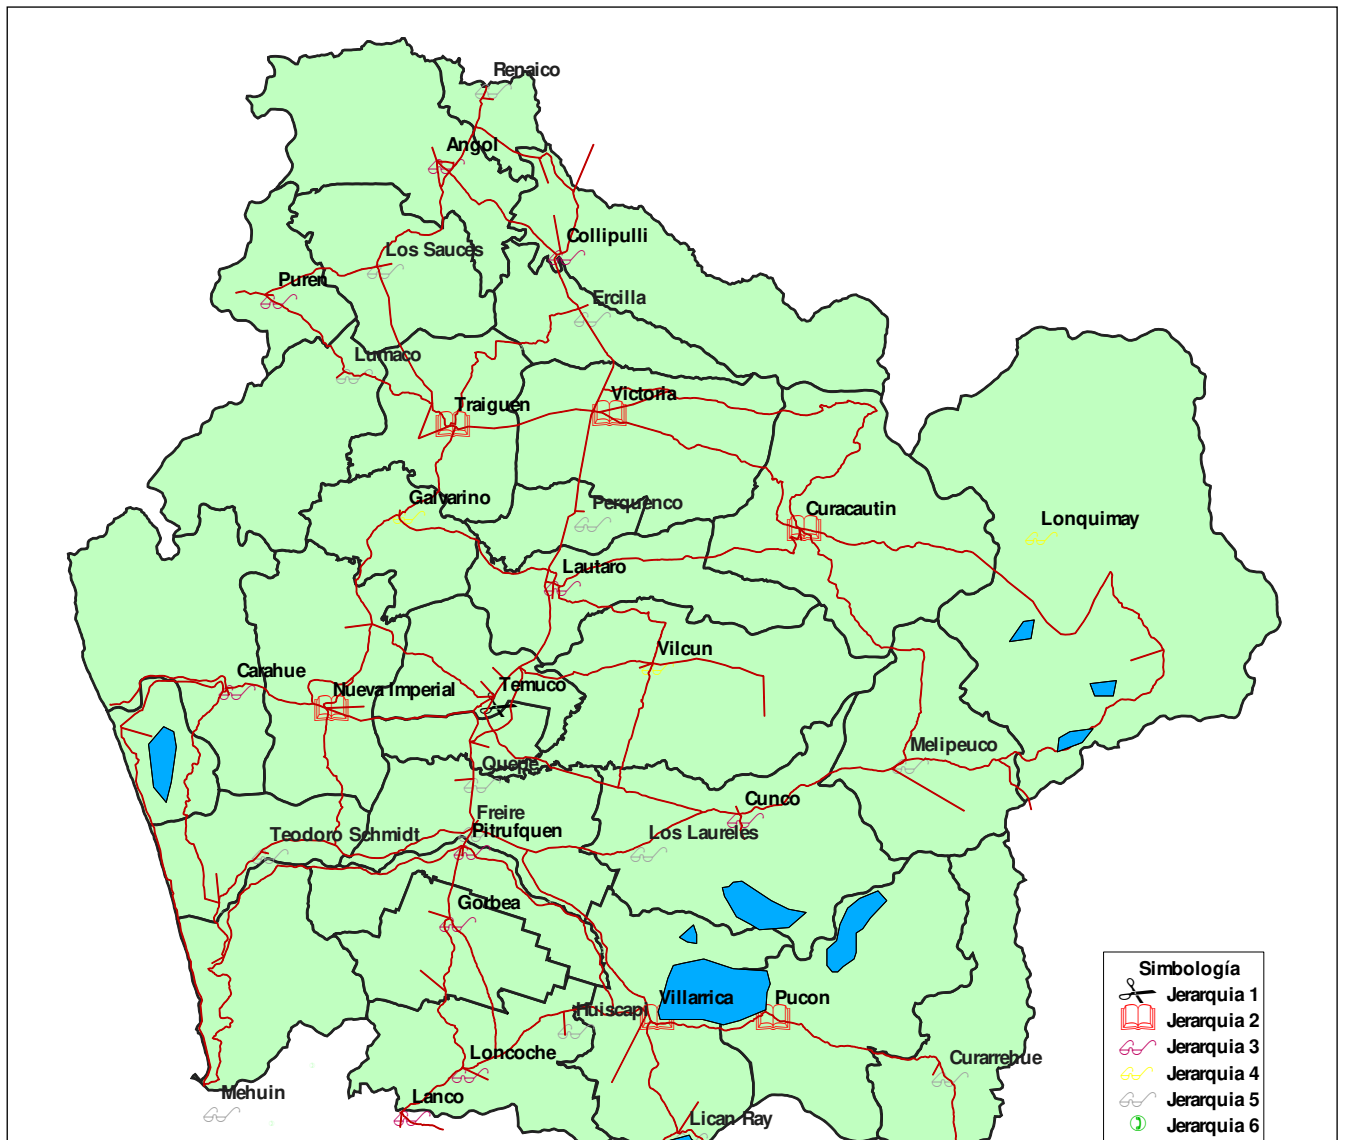 Renaico
Angol
Collipulli
Los Sauces
Puren
Ercilla
Lumaco
Victoria
Traiguen
Galvarino
Perquenco
Curacautin
Lonquimay
Lautaro
Vilcun
Carahue
Nueva Imperial
Temuco
Melipeuco
Quepe
Cunco
Freire
Teodoro Schmidt
Pitrufquen
Los Laureles
Gorbea
Villarrica
Pucon
Huiscapi
Loncoche
Curarrehue
Mehuin
Lanco
Lican Ray
Simbología
Jerarquia 1
Jerarquia 2
Jerarquia 3
Jerarquia 4
Jerarquia 5
Jerarquia 6